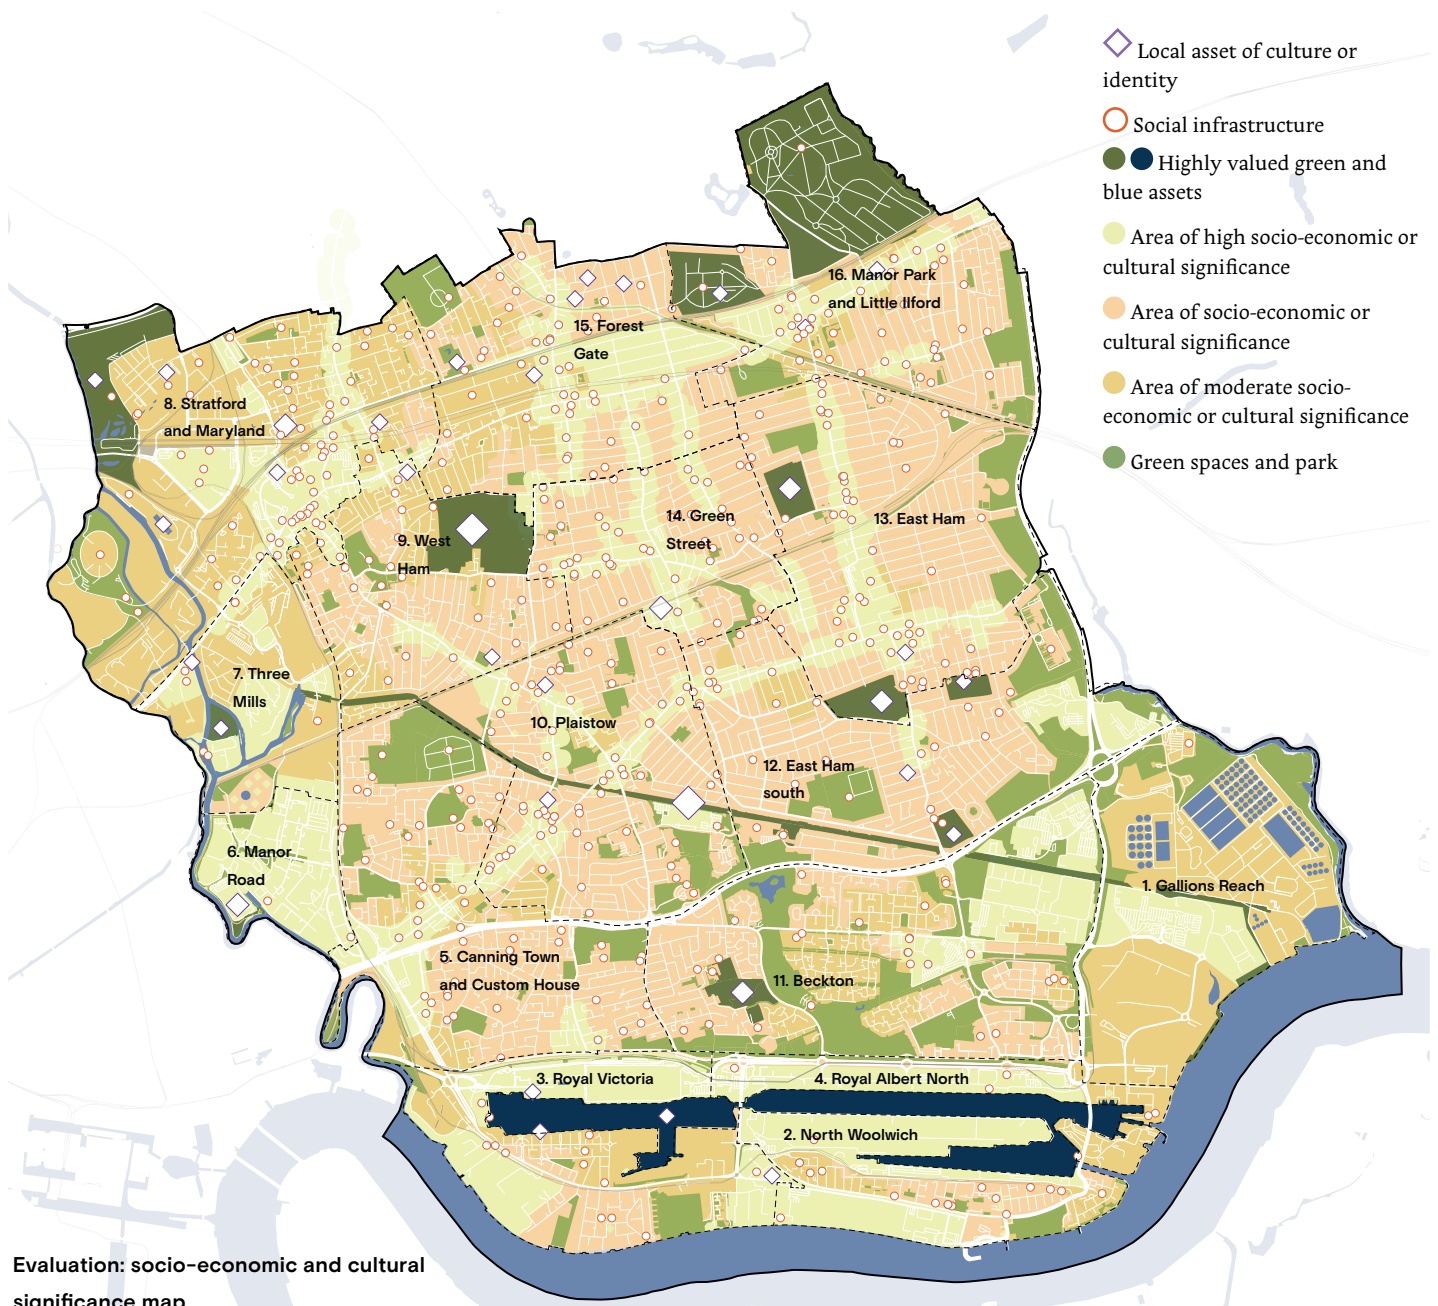 Local asset of culture or
identity
Social infrastructure
Highly valued green and
blue assets
Area of high socio-economic or
cultural significance
Area of socio-economic or
cultural significance
Area of moderate socio-
economic or cultural significance
Green spaces and park
16. Manor Park
and Little Ilford
15. Forest
Gate
8. Stratford
and Maryland
14. Green
Street
13. East Ham
9. West
Ham
7. Three
Mills
10. Plaistow
12. East Ham
south
6. Manor
Road
1. Gallions Reach
5. Canning Town
and Custom House
11. Beckton
3. Royal Victoria
4. Royal Albert North
2. North Woolwich
Evaluation: socio-economic and cultural
significance map